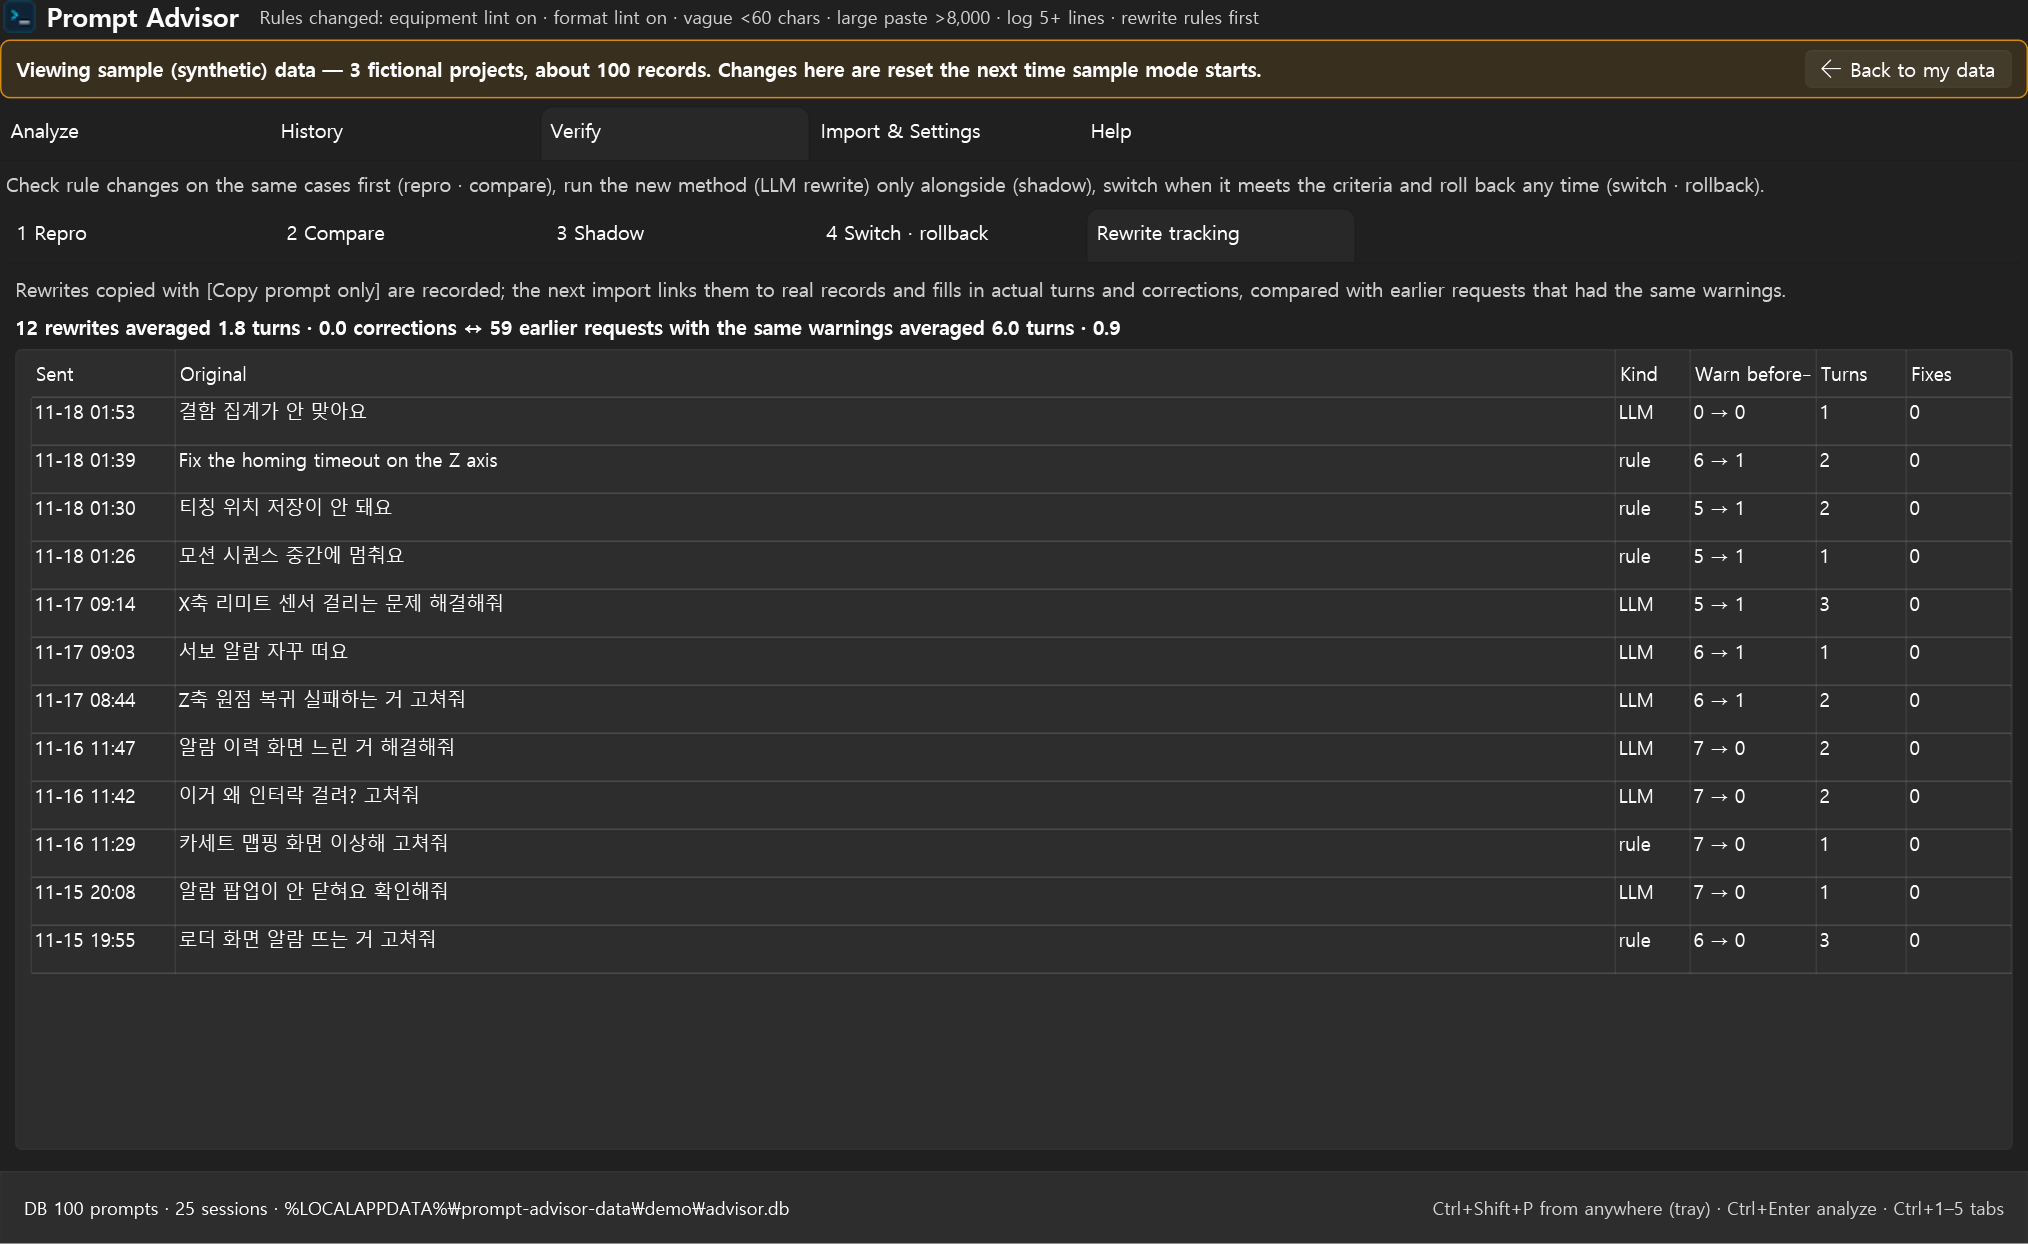 Prompt Advisor Rules changed: equipment lint on · format lint on · vague <60 chars · large paste >8,000 · log 5+ lines · rewrite rules first
Viewing sample (synthetic) data — 3 fictional projects, about 100 records. Changes here are reset the next time sample mode starts. ← Back to my data
Analyze History Verify Import & Settings Help
Check rule changes on the same cases first (repro · compare), run the new method (LLM rewrite) only alongside (shadow), switch when it meets the criteria and roll back any time (switch · rollback).
1 Repro 2 Compare 3 Shadow 4 Switch · rollback Rewrite tracking
Rewrites copied with [Copy prompt only] are recorded; the next import links them to real records and fills in actual turns and corrections, compared with earlier requests that had the same warnings.
12 rewrites averaged 1.8 turns · 0.0 corrections ↔ 59 earlier requests with the same warnings averaged 6.0 turns · 0.9
Sent Original Kind Warn before– Turns Fixes
11-18 01:53 결함 집계가 안 맞아요 LLM 0 → 0 1 0
11-18 01:39 Fix the homing timeout on the Z axis rule 6 → 1 2 0
11-18 01:30 티칭 위치 저장이 안 돼요 rule 5 → 1 2 0
11-18 01:26 모션 시퀀스 중간에 멈춰요 rule 5 → 1 1 0
11-17 09:14 X축 리미트 센서 걸리는 문제 해결해줘 LLM 5 → 1 3 0
11-17 09:03 서보 알람 자꾸 떠요 LLM 6 → 1 1 0
11-17 08:44 Z축 원점 복귀 실패하는 거 고쳐줘 LLM 6 → 1 2 0
11-16 11:47 알람 이력 화면 느린 거 해결해줘 LLM 7 → 0 2 0
11-16 11:42 이거 왜 인터락 걸려? 고쳐줘 LLM 7 → 0 2 0
11-16 11:29 카세트 맵핑 화면 이상해 고쳐줘 rule 7 → 0 1 0
11-15 20:08 알람 팝업이 안 닫혀요 확인해줘 LLM 7 → 0 1 0
11-15 19:55 로더 화면 알람 뜨는 거 고쳐줘 rule 6 → 0 3 0
DB 100 prompts · 25 sessions · %LOCALAPPDATA%₩prompt-advisor-data₩demo₩advisor.db Ctrl+Shift+P from anywhere (tray) · Ctrl+Enter analyze · Ctrl+1–5 tabs